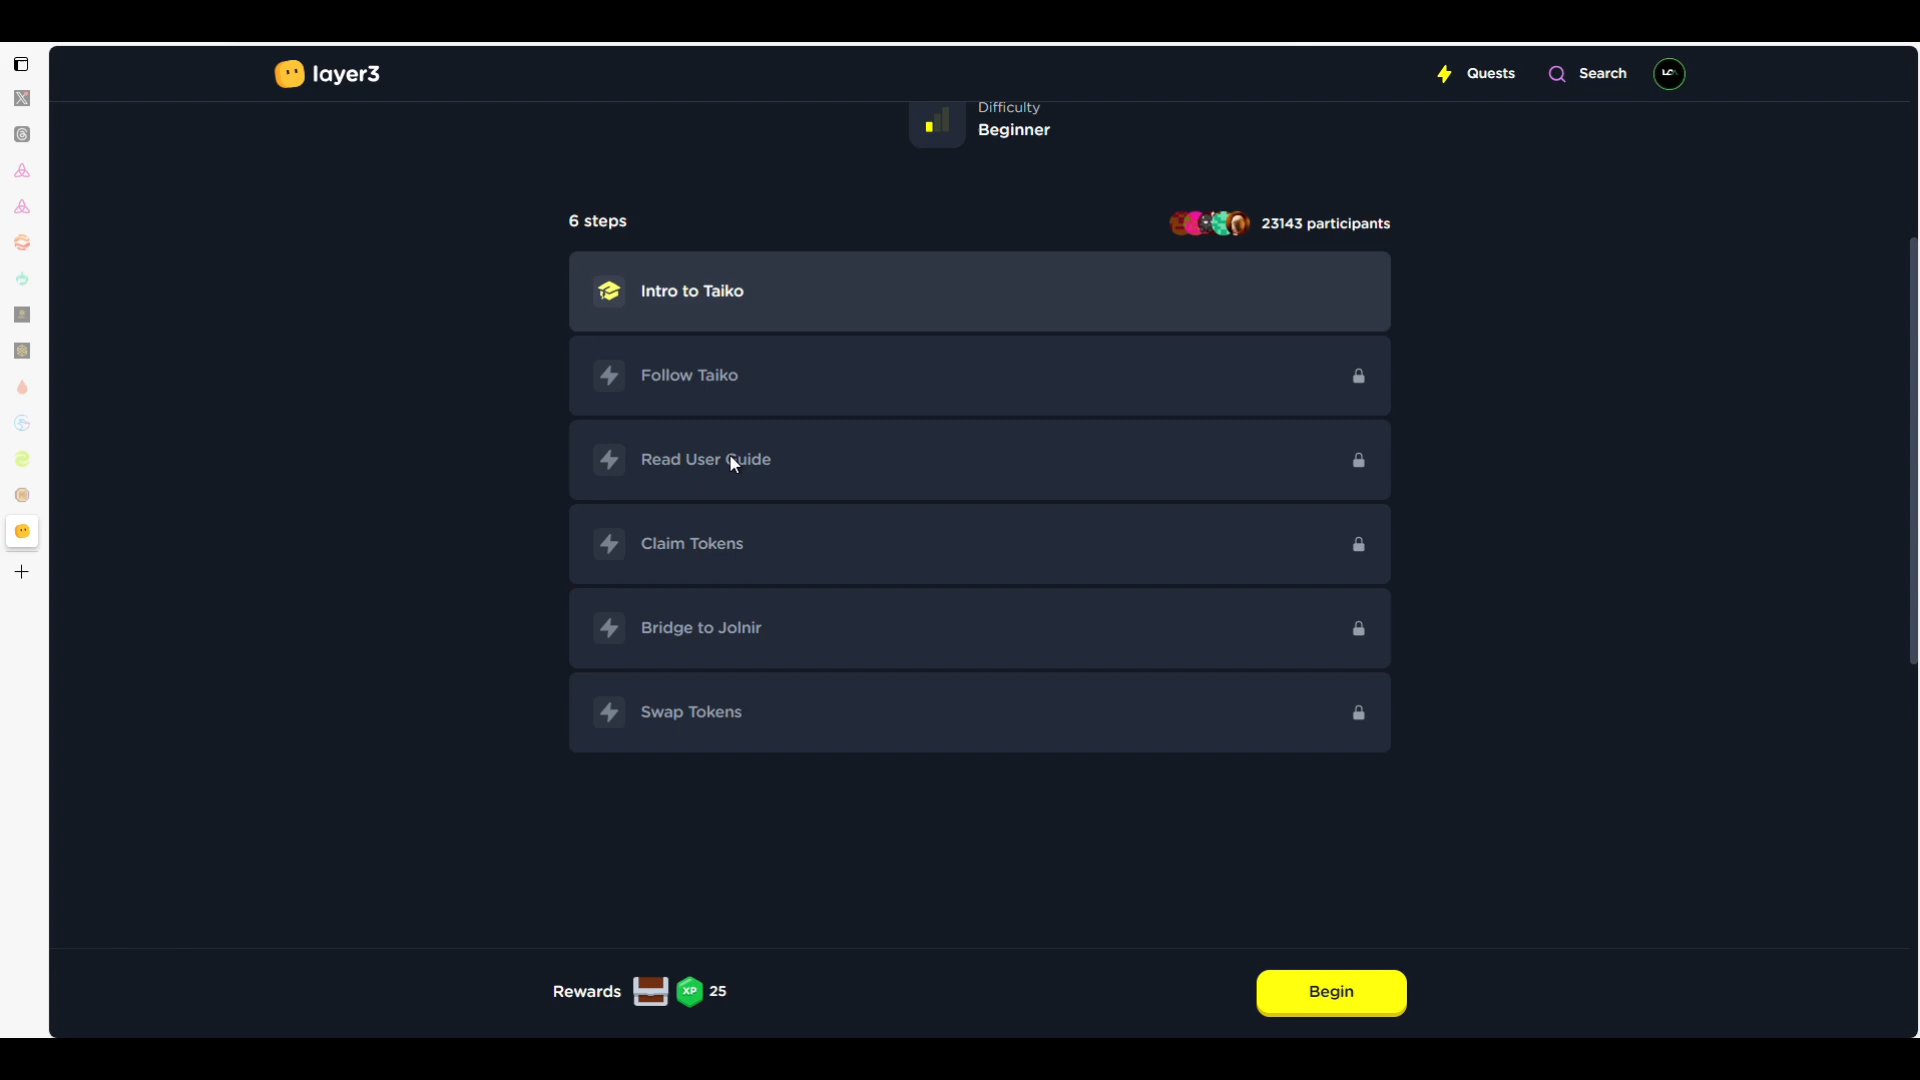 layer3
Quests
Search
Difficulty
Beginner
6 steps
23143 participants
Intro to Taiko
Follow Taiko
Read User Guide
Claim Tokens
Bridge to Jolnir
Swap Tokens
Rewards
XP
25
Begin